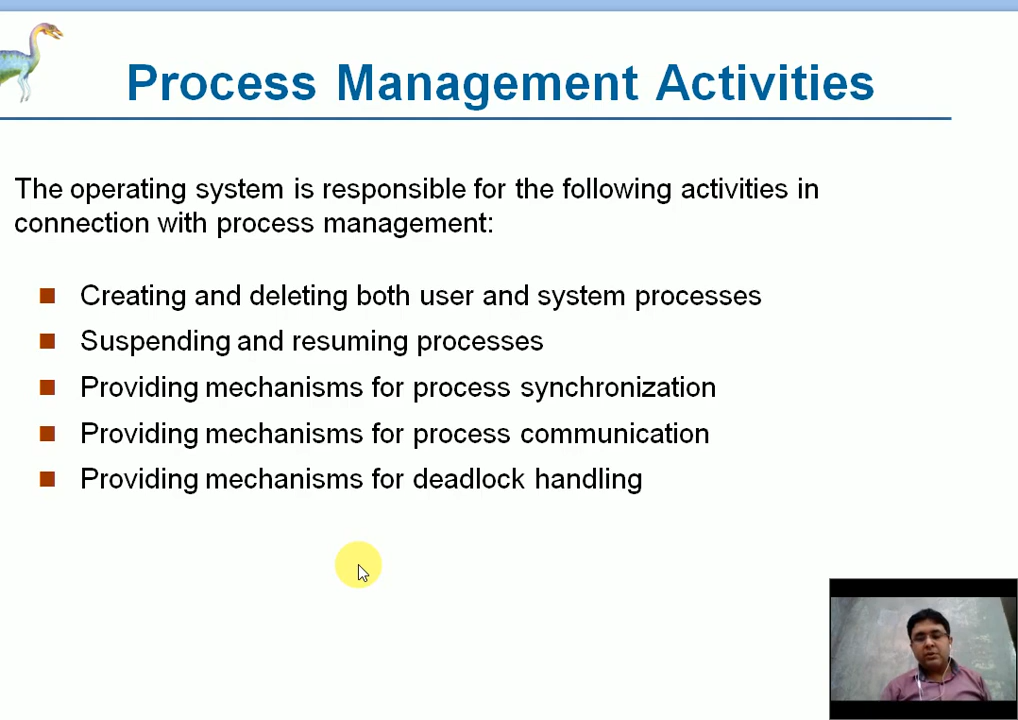 Process Management Activities
The operating system is responsible for the following activities in
connection with process management:
Creating and deleting both user and system processes
Suspending and resuming processes
Providing mechanisms for process synchronization
Providing mechanisms for process communication
Providing mechanisms for deadlock handling